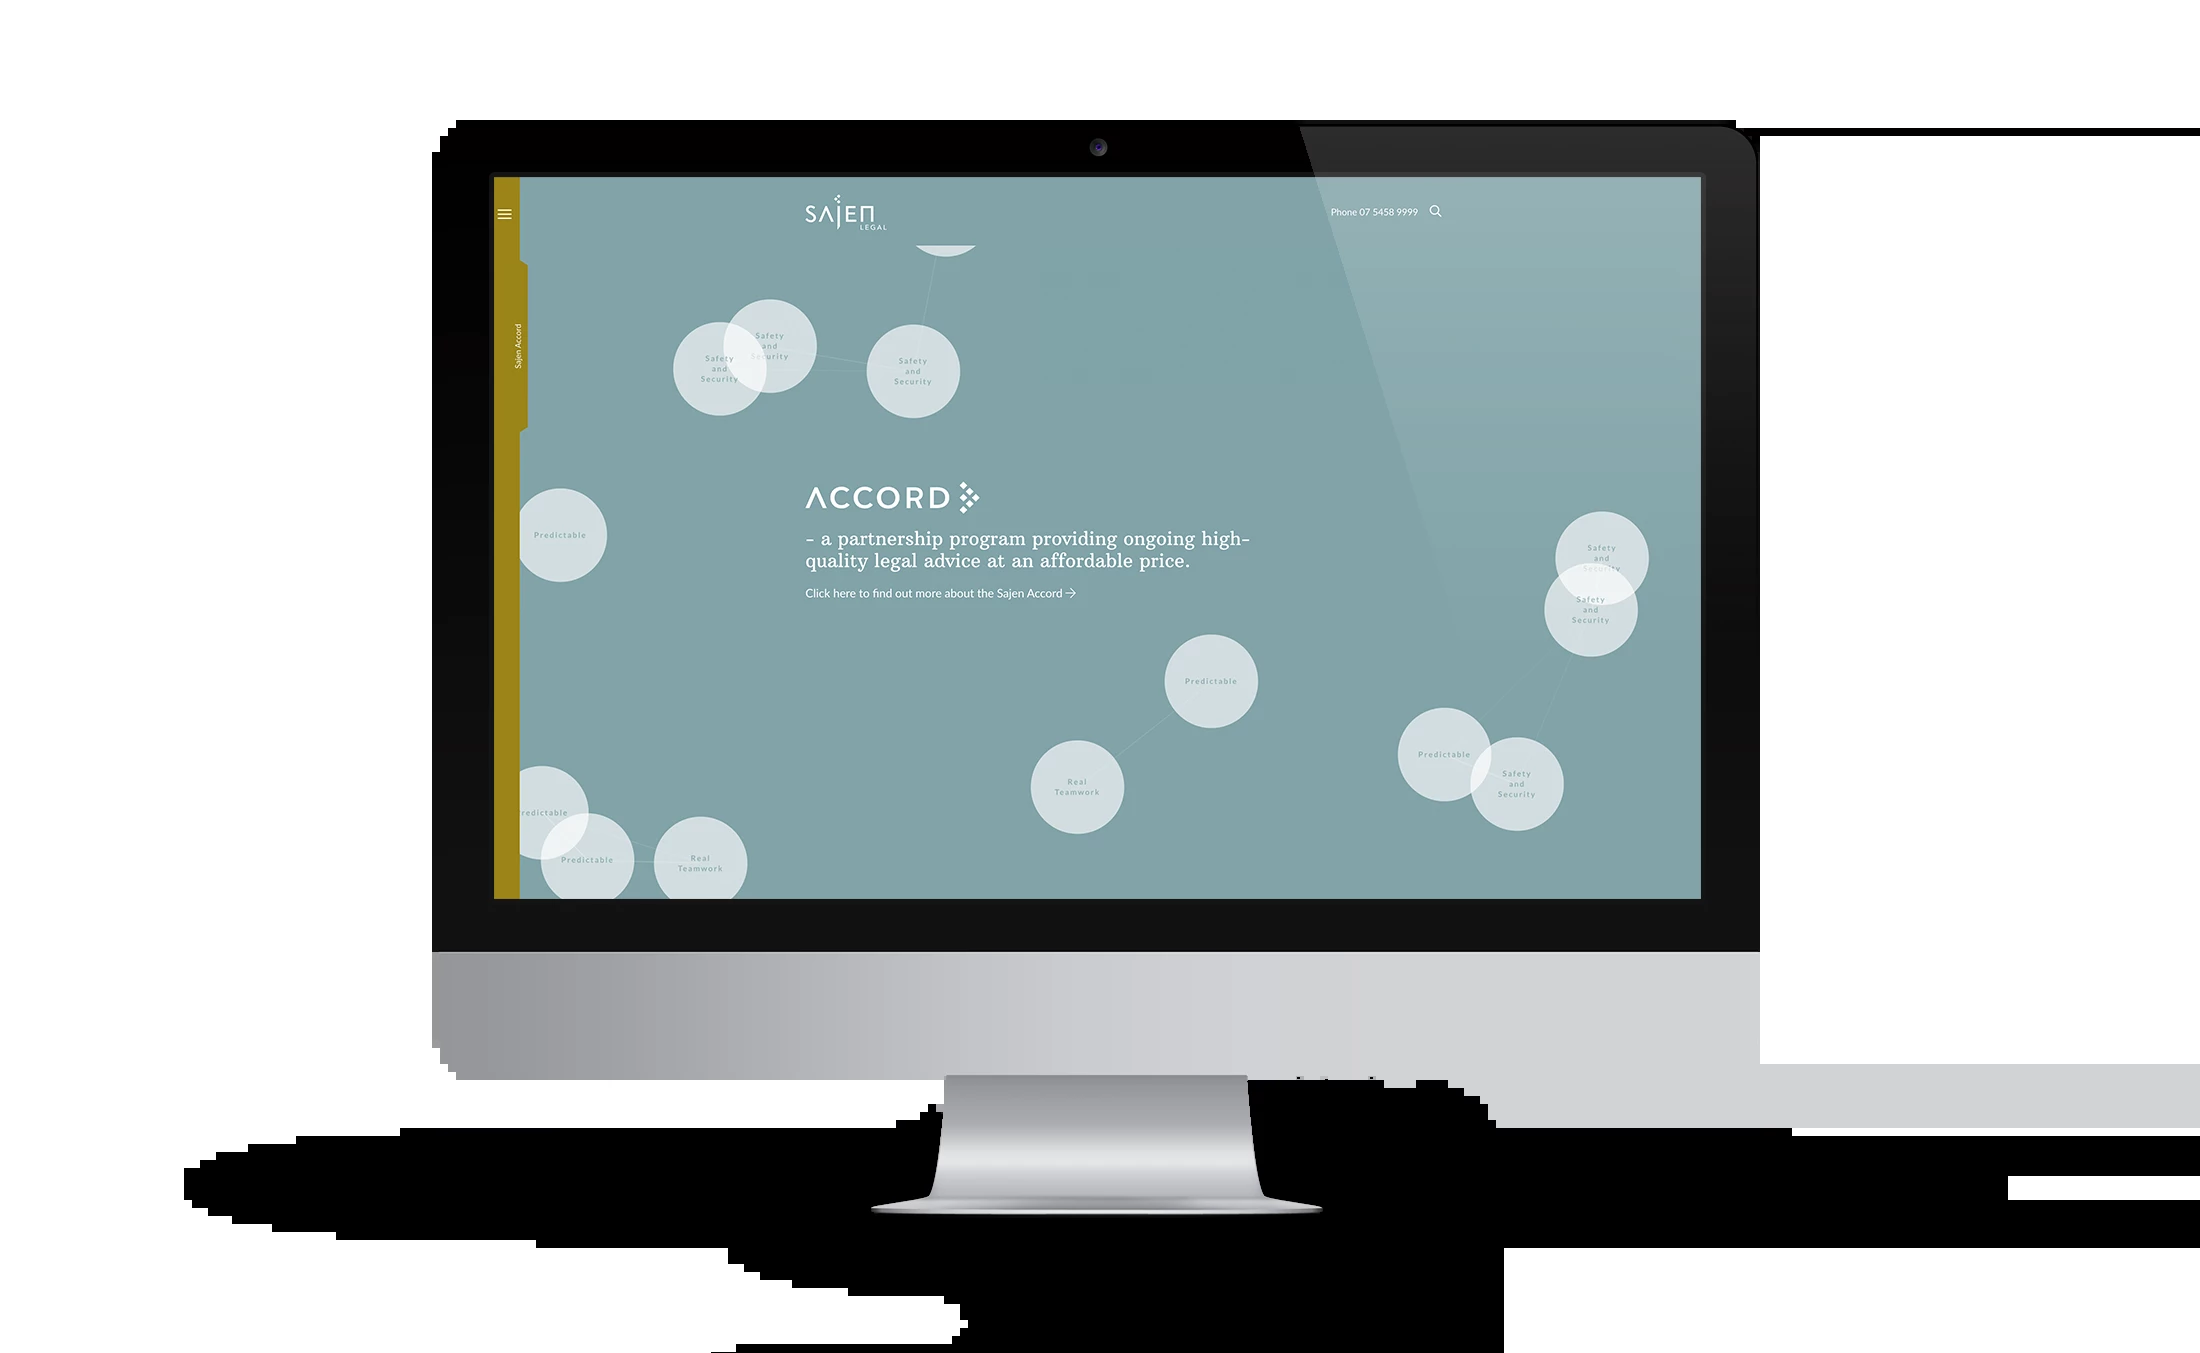 SAJEN
LEGAL
Phone 07 5458 9999
Sajen Accord
Safety
and
Security
Safety
and
Security
Safety
and
Security
ACCORD
- a partnership program providing ongoing high-
quality legal advice at an affordable price.
Click here to find out more about the Sajen Accord →
Predictable
Safety
and
Security
Safety
and
Security
Predictable
Predictable
Safety
and
Security
Real
Teamwork
Predictable
Predictable
Real
Teamwork